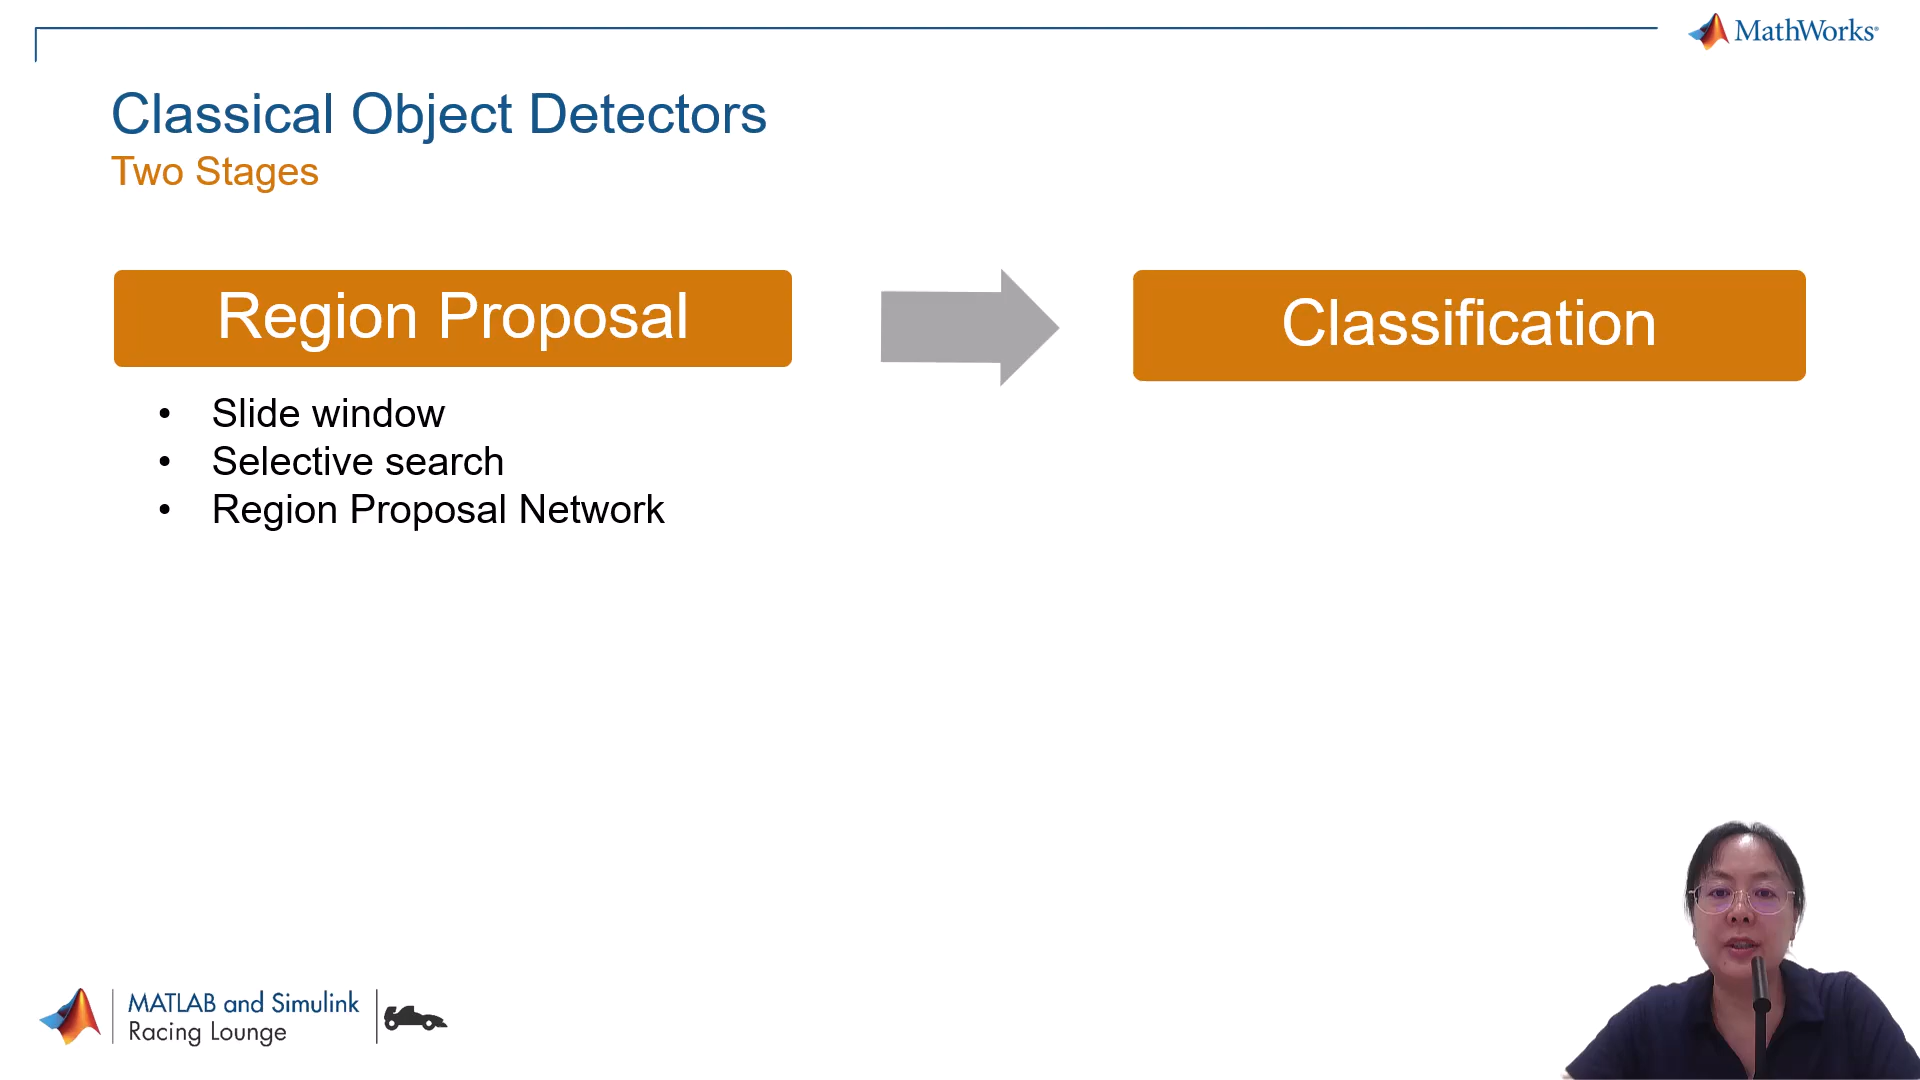 MathWorks®
Classical Object Detectors
Two Stages
Region Proposal
Classification
• Slide window
• Selective search
• Region Proposal Network
MATLAB and Simulink
Racing Lounge